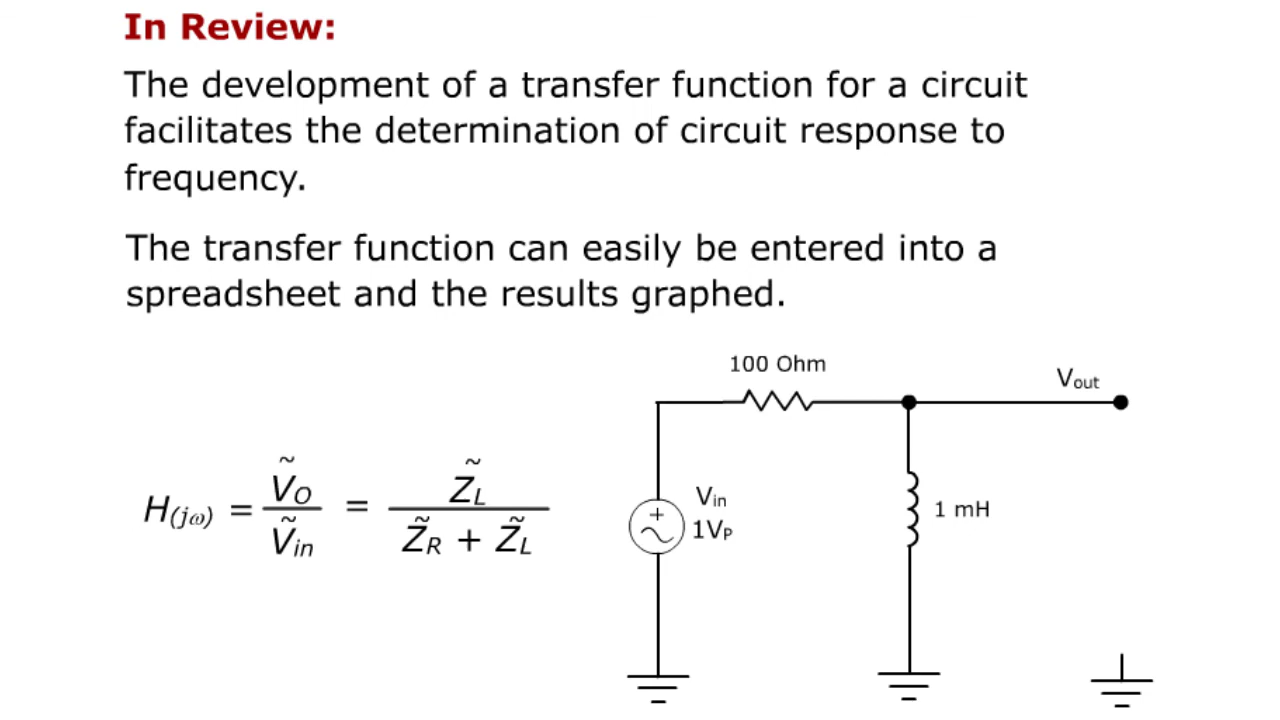 In Review:
The development of a transfer function for a circuit
facilitates the determination of circuit response to
frequency.
The transfer function can easily be entered into a
spreadsheet and the results graphed.
100 Ohm
Vout
H(jω) = ṼO / Ṽin = Z̃L / Z̃R + Z̃L
Vin
+
1VP
1 mH